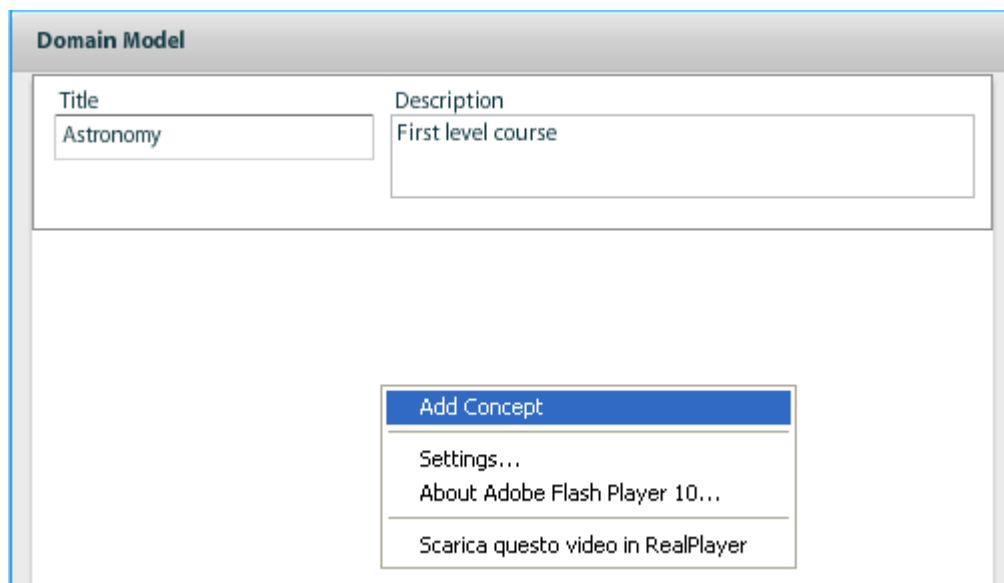 Domain Model
Title
Description
Astronomy
First level course
Add Concept
Settings...
About Adobe Flash Player 10...
Scarica questo video in RealPlayer